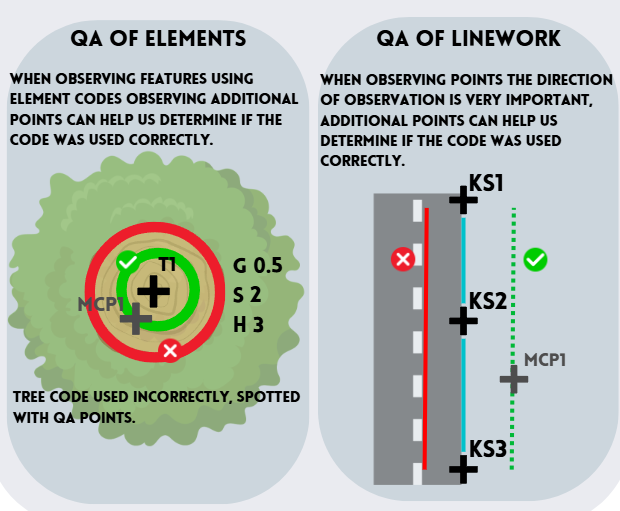 QA OF ELEMENTS
WHEN OBSERVING FEATURES USING
ELEMENT CODES OBSERVING ADDITIONAL
POINTS CAN HELP US DETERMINE IF THE
CODE WAS USED CORRECTLY.
T1
MCP1
G 0.5
S 2
H 3
TREE CODE USED INCORRECTLY, SPOTTED
WITH QA POINTS.
QA OF LINEWORK
WHEN OBSERVING POINTS THE DIRECTION
OF OBSERVATION IS VERY IMPORTANT,
ADDITIONAL POINTS CAN HELP US
DETERMINE IF THE CODE WAS USED
CORRECTLY.
KS1
KS2
MCP1
KS3